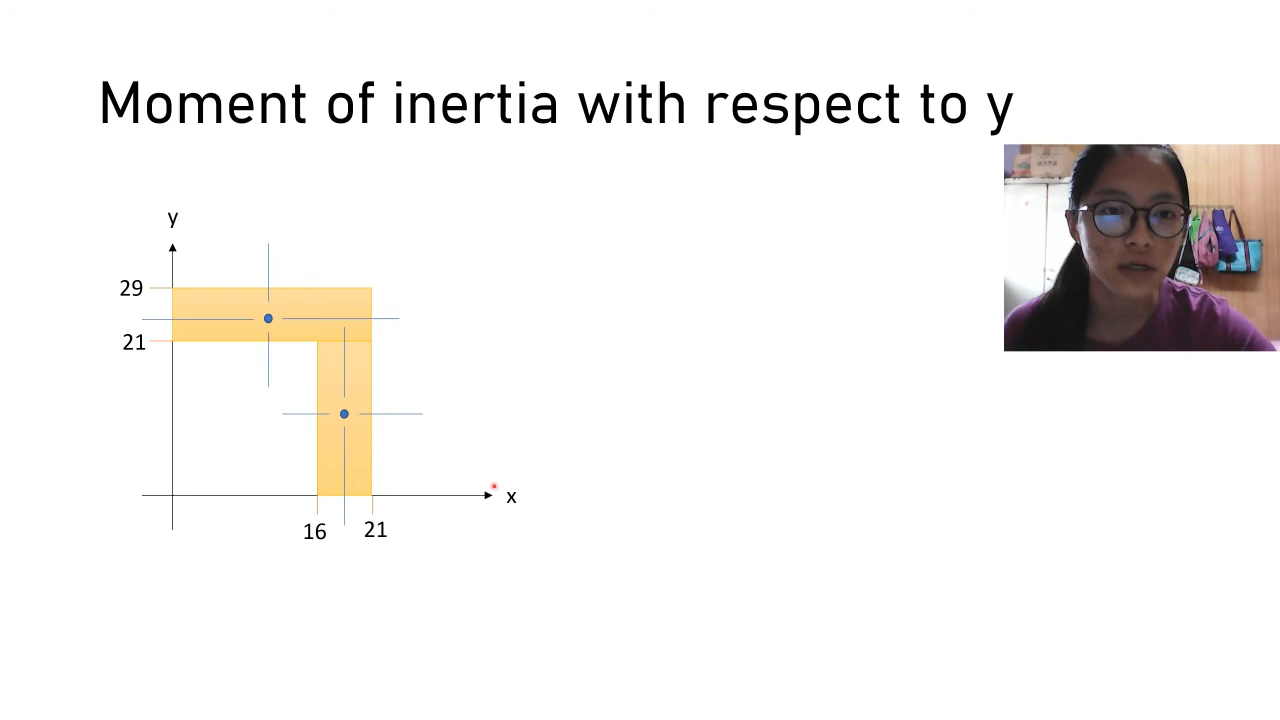 Moment of inertia with respect to y
y
29
21
x
16
21